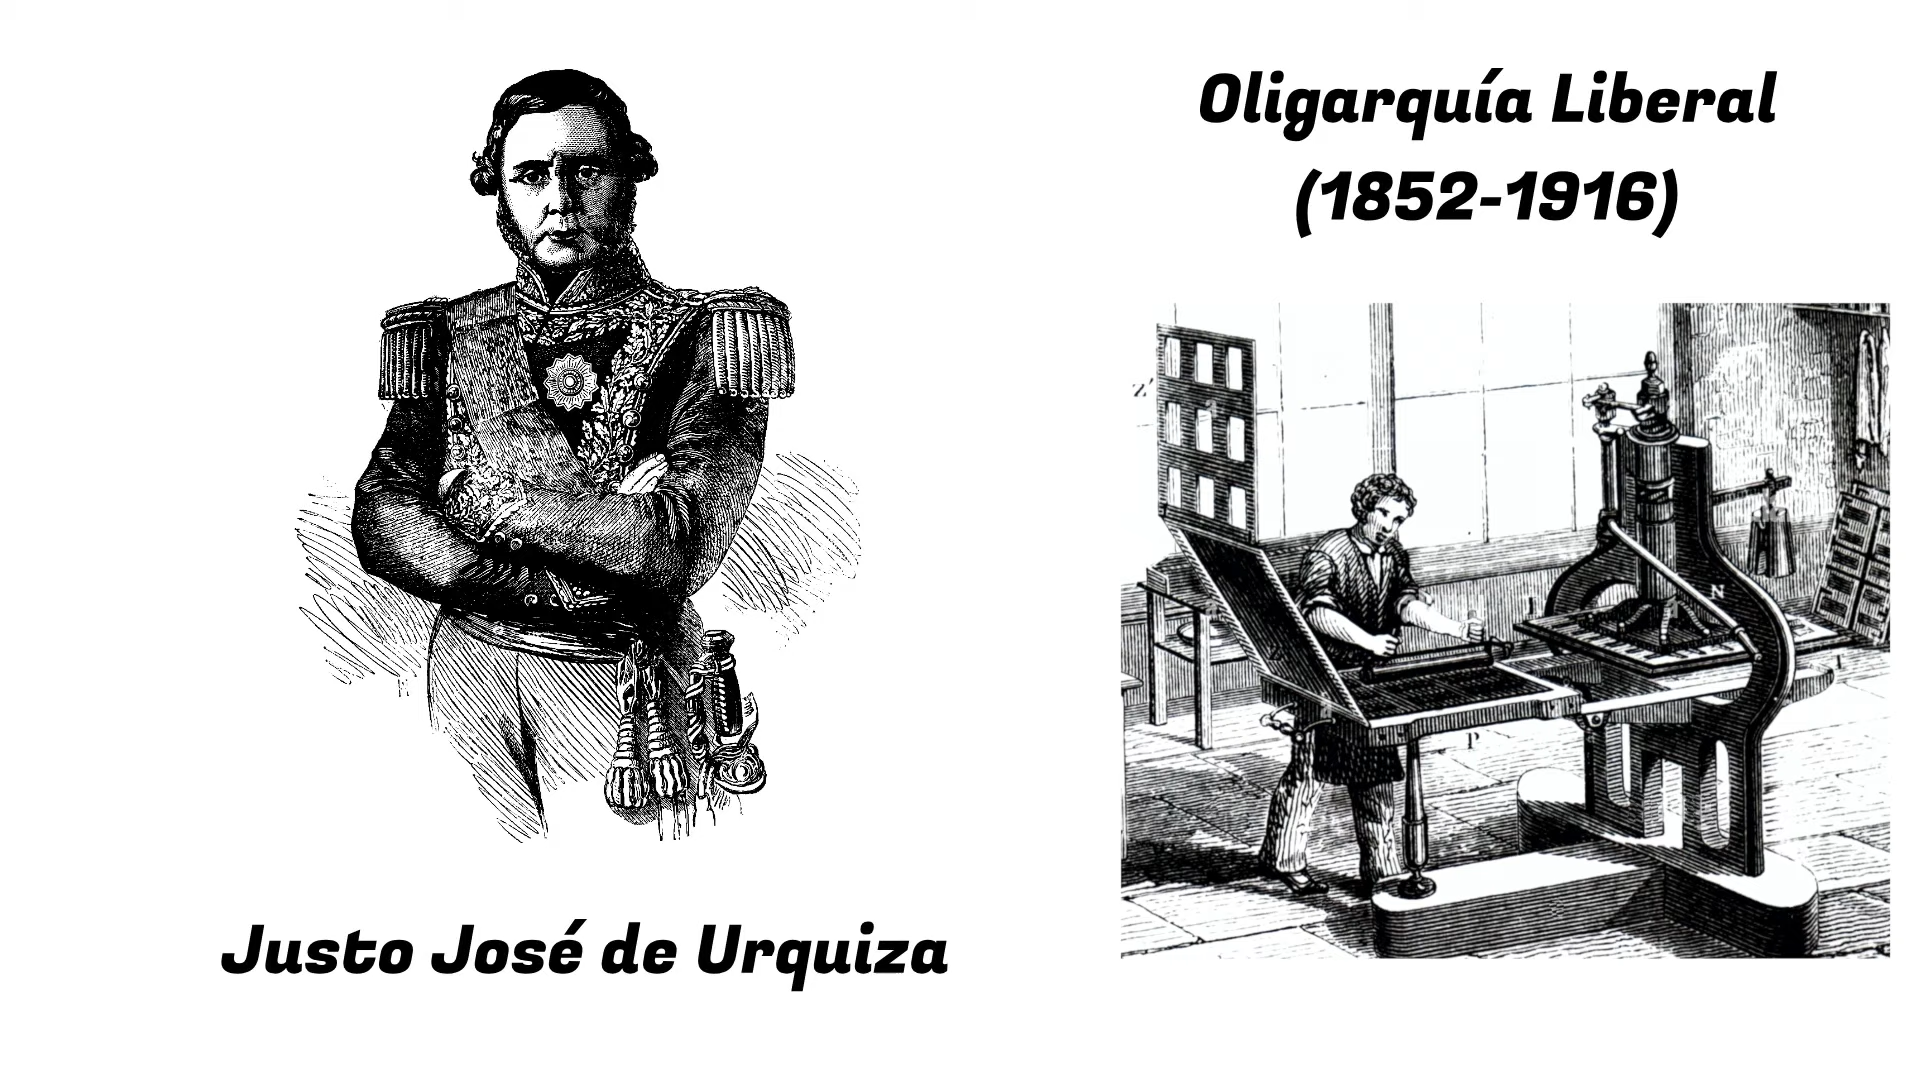 Oligarquía Liberal
(1852-1916)
Z'
N
P
Justo José de Urquiza